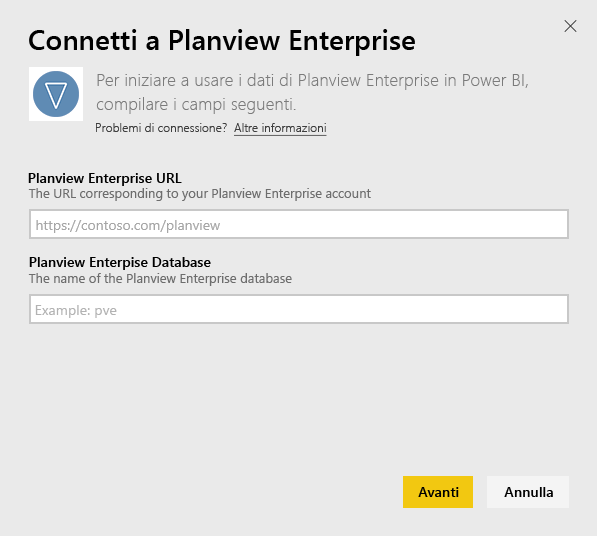 Connetti a Planview Enterprise
Per iniziare a usare i dati di Planview Enterprise in Power BI,
compilare i campi seguenti.
Problemi di connessione? Altre informazioni
Planview Enterprise URL
The URL corresponding to your Planview Enterprise account
https://contoso.com/planview
Planview Enterpise Database
The name of the Planview Enterprise database
Example: pve
Avanti Annulla